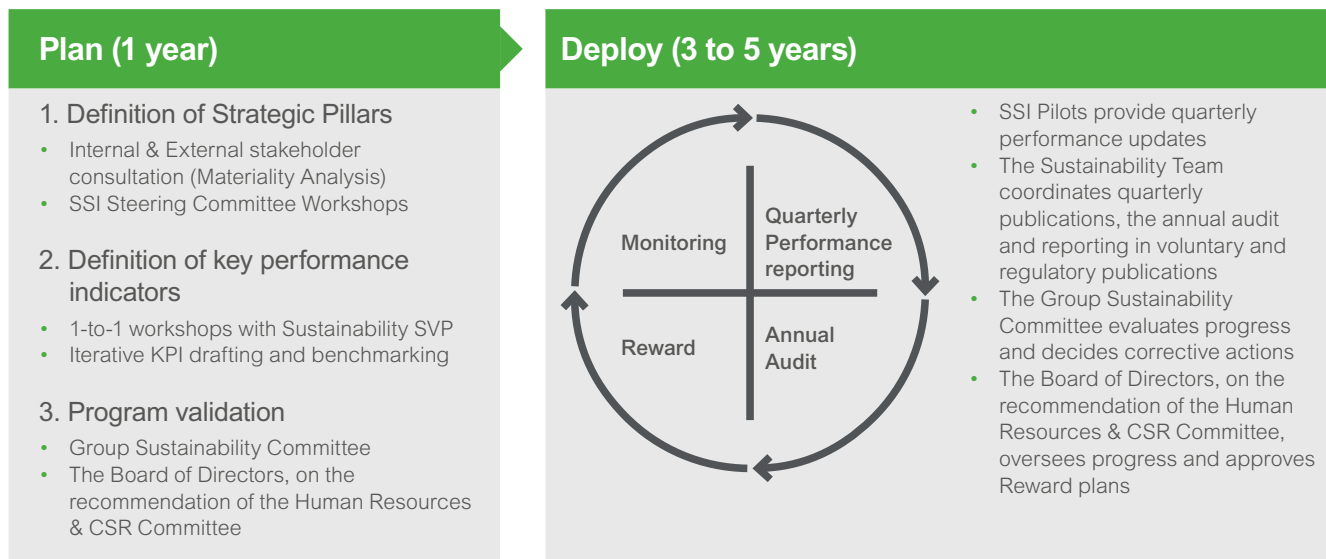 Plan (1 year)
1. Definition of Strategic Pillars
• Internal & External stakeholder
consultation (Materiality Analysis)
• SSI Steering Committee Workshops
2. Definition of key performance
indicators
• 1-to-1 workshops with Sustainability SVP
• Iterative KPI drafting and benchmarking
3. Program validation
• Group Sustainability Committee
• The Board of Directors, on the
recommendation of the Human Resources
& CSR Committee
Deploy (3 to 5 years)
Monitoring
Quarterly
Performance
reporting
Reward
Annual
Audit
• SSI Pilots provide quarterly
performance updates
• The Sustainability Team
coordinates quarterly
publications, the annual audit
and reporting in voluntary and
regulatory publications
• The Group Sustainability
Committee evaluates progress
and decides corrective actions
• The Board of Directors, on the
recommendation of the Human
Resources & CSR Committee,
oversees progress and approves
Reward plans